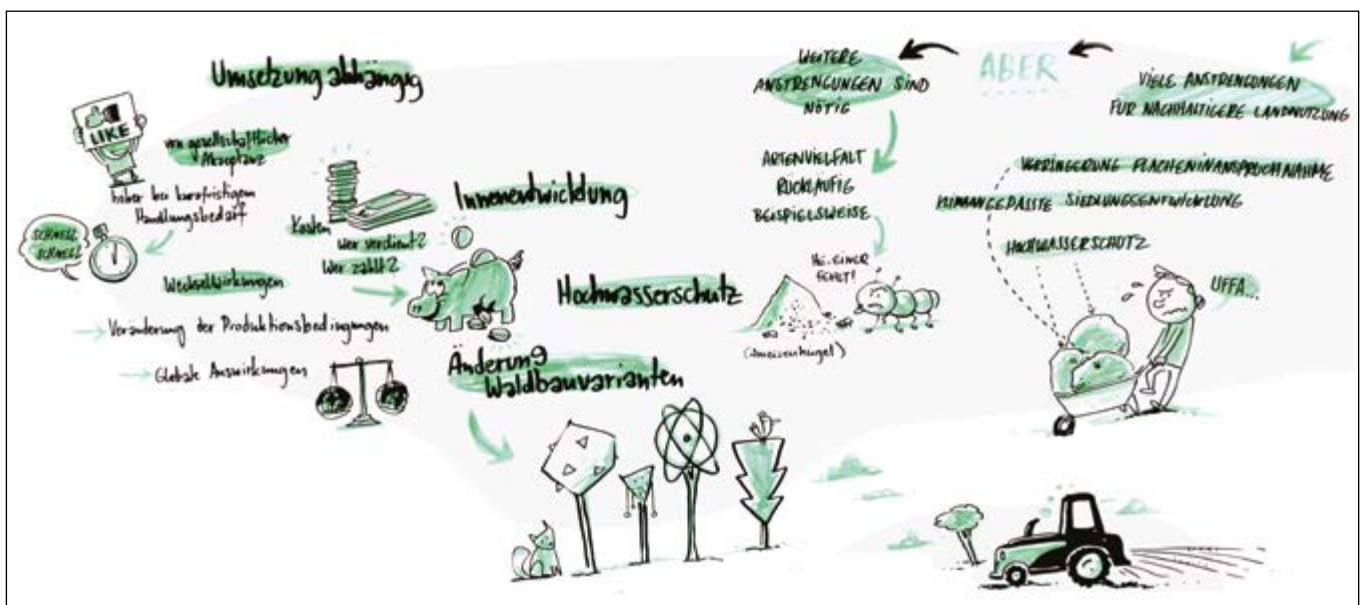 Umsetzung abhängig
LIKE
von gesellschaftlicher
Akzeptanz
höher bei kurzfristigem
Handlungsbedarf
SCHNELL
SCHNELL
Kosten
Wer verdient?
Wer zahlt?
Wechselwirkungen
Veränderung der Produktionsbedingungen
Globale Auswirkungen
Innenentwicklung
Hochwasserschutz
Änderung
Waldbauvarianten
WEITERE
ANSTRENGUNGEN SIND
NÖTIG
ABER
VIELE ANSTRENGUNGEN
FÜR NACHHALTIGERE LANDNUTZUNG
ARTENVIELFALT
RÜCKLÄUFIG
BEISPIELSWEISE
HE, EINER
FEHLT!
(Ameisenhügel)
VERRINGERUNG FLÄCHENINANSPRUCHNAHME
KLIMAANGEPASSTE SIEDLUNGSENTWICKLUNG
HOCHWASSERSCHUTZ
UFFA...